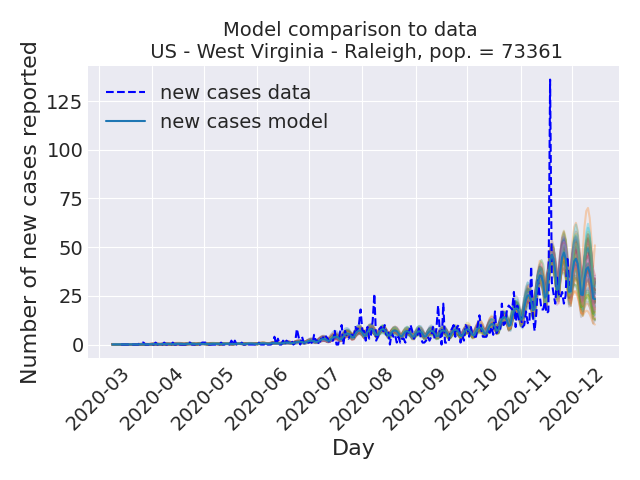 Model comparison to data
US - West Virginia - Raleigh, pop. = 73361
Number of new cases reported
125
100
75
50
25
0
new cases data
new cases model
2020-03
2020-04
2020-05
2020-06
2020-07
2020-08
2020-09
2020-10
2020-11
2020-12
Day